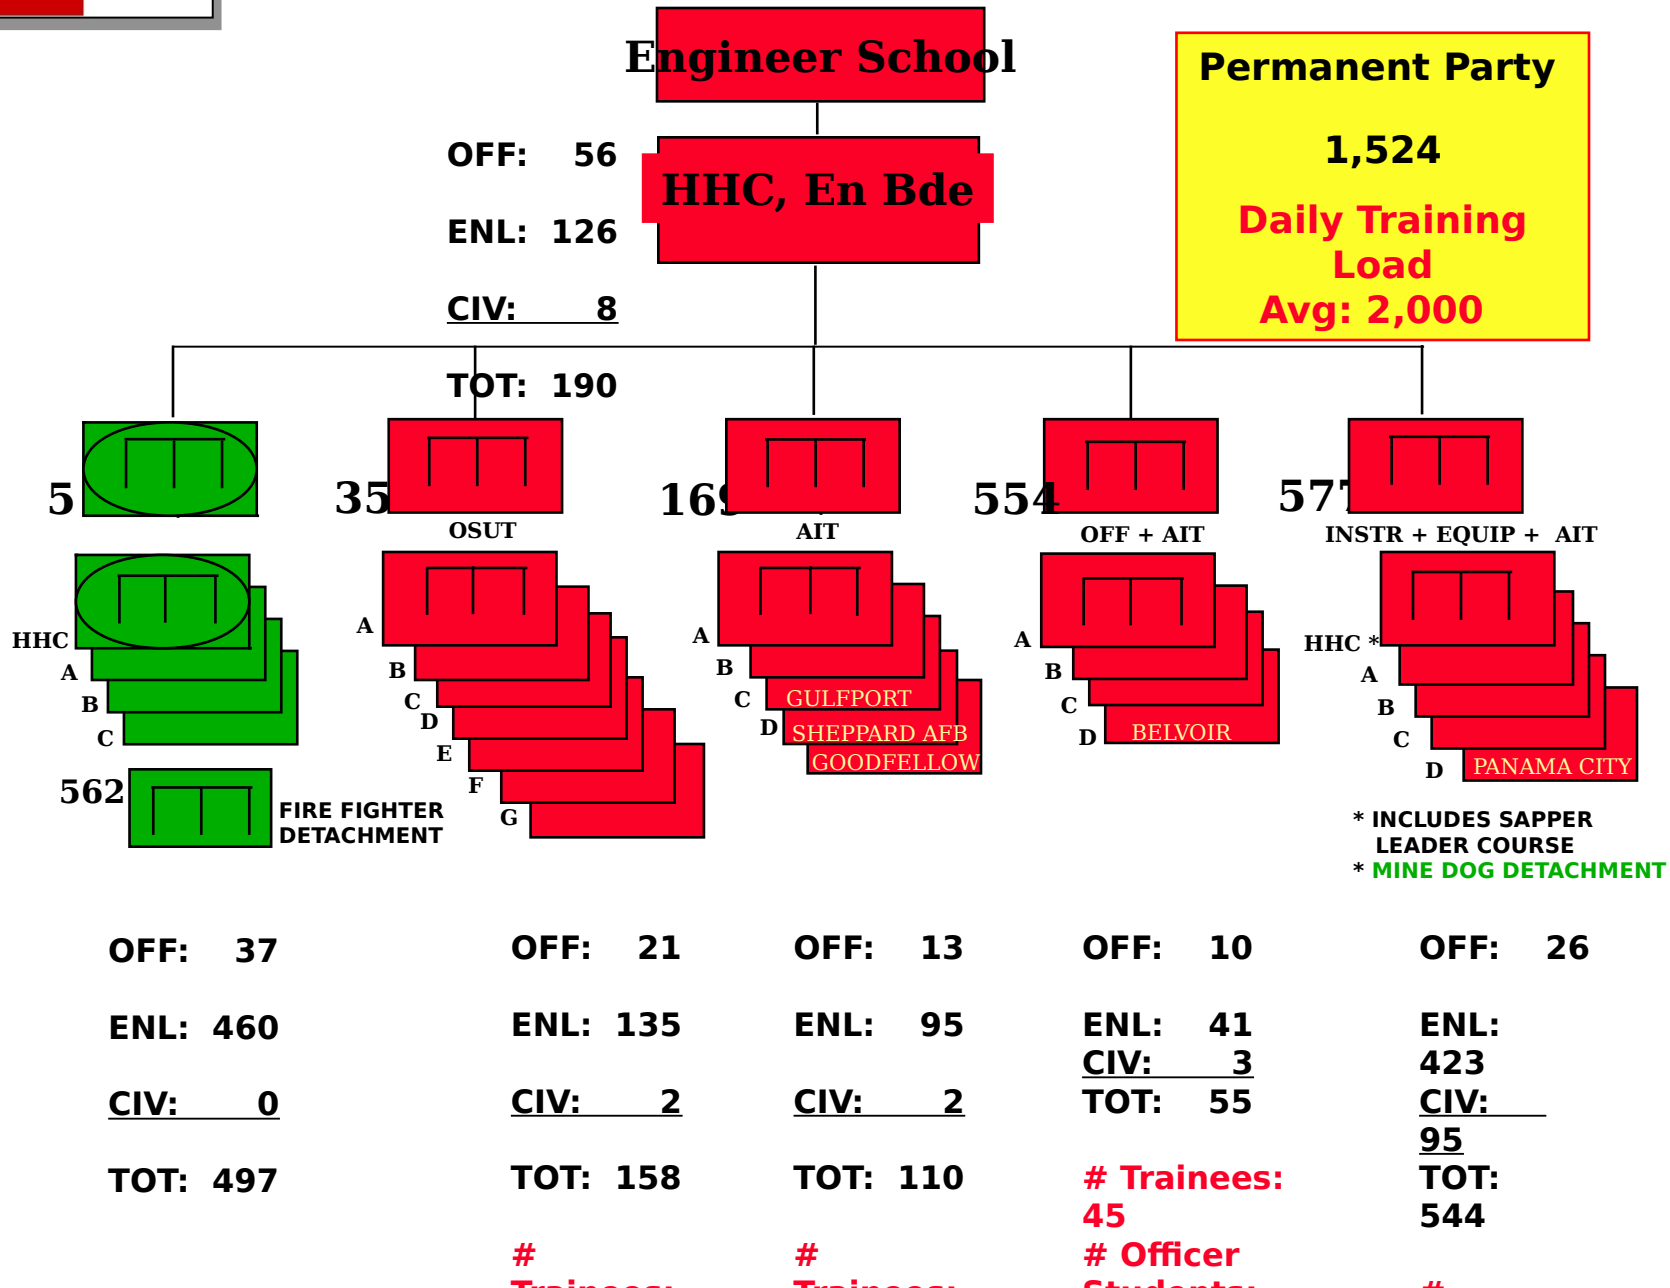 Engineer School
Permanent Party
1,524
Daily Training
Load
Avg: 2,000
OFF: 56
ENL: 126
CIV: 8
TOT: 190
HHC, En Bde
5
35
169
554
577
OSUT
AIT
OFF + AIT
INSTR + EQUIP + AIT
HHC
A
B
C
A
B
C
D
E
F
G
A
B
C
D
GULFPORT
SHEPPARD AFB
GOODFELLOW
A
B
C
D
BELVOIR
HHC *
A
B
C
D
PANAMA CITY
562
FIRE FIGHTER
DETACHMENT
* INCLUDES SAPPER
LEADER COURSE
* MINE DOG DETACHMENT
OFF: 37
ENL: 460
CIV: 0
TOT: 497
OFF: 21
ENL: 135
CIV: 2
TOT: 158
#
Trainees:
OFF: 13
ENL: 95
CIV: 2
TOT: 110
#
Trainees:
OFF: 10
ENL: 41
CIV: 3
TOT: 55
# Trainees:
45
# Officer
Students:
OFF: 26
ENL:
423
CIV:
95
TOT:
544
#